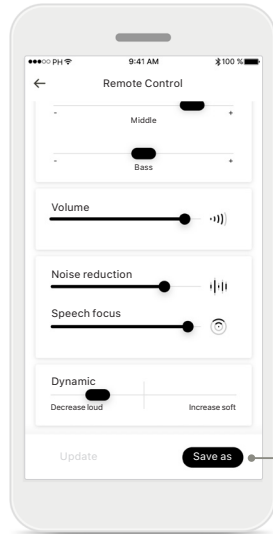 PH 9:41 AM 100 %
Remote Control
- Middle +
- Bass +
Volume
Noise reduction
Speech focus
Dynamic
Decrease loud Increase soft
Update Save as